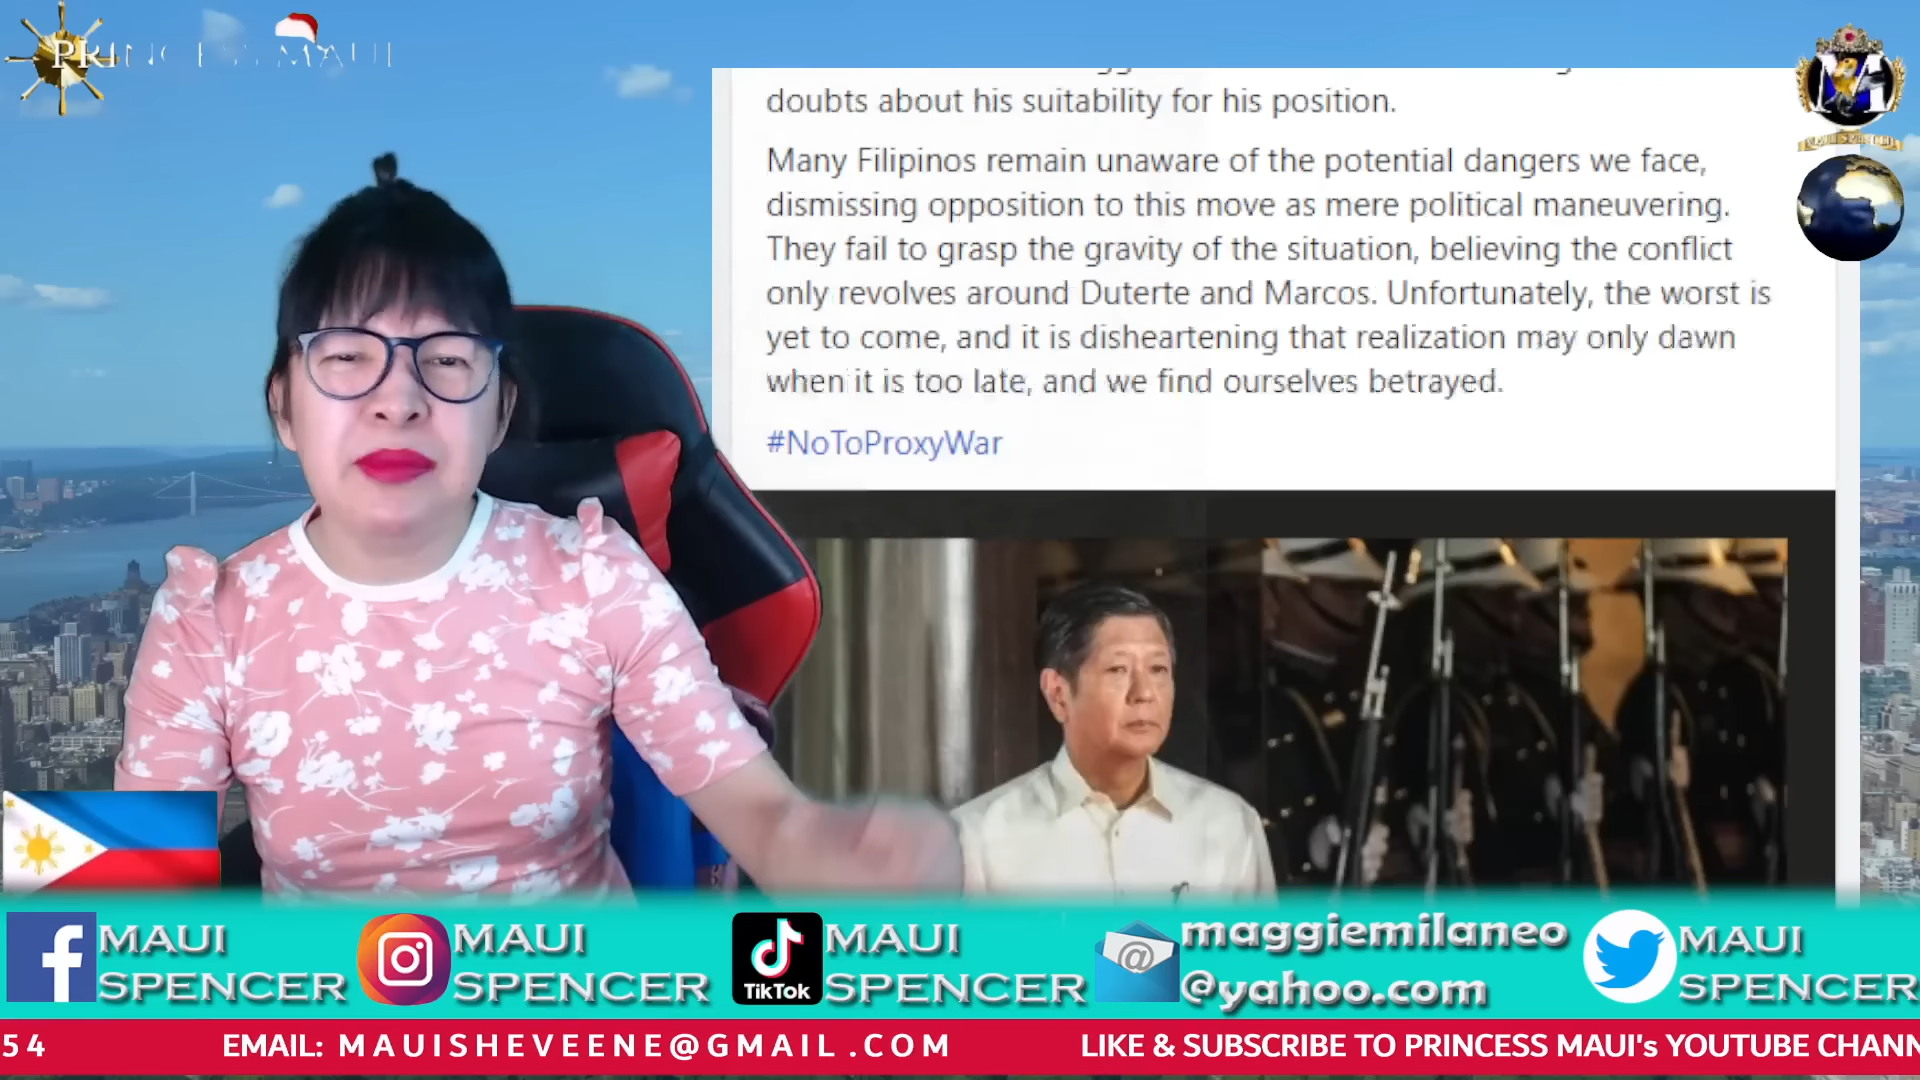 PRINCESS MAUI
M
MAUI SPENCER
doubts about his suitability for his position.
Many Filipinos remain unaware of the potential dangers we face,
dismissing opposition to this move as mere political maneuvering.
They fail to grasp the gravity of the situation, believing the conflict
only revolves around Duterte and Marcos. Unfortunately, the worst is
yet to come, and it is disheartening that realization may only dawn
when it is too late, and we find ourselves betrayed.
#NoToProxyWar
MAUI
SPENCER
MAUI
SPENCER
TikTok
MAUI
SPENCER
maggiemilaneo
@yahoo.com
MAUI
SPENCER
54 EMAIL: MAUISHEVEENE@GMAIL .COM LIKE & SUBSCRIBE TO PRINCESS MAUI's YOUTUBE CHANN